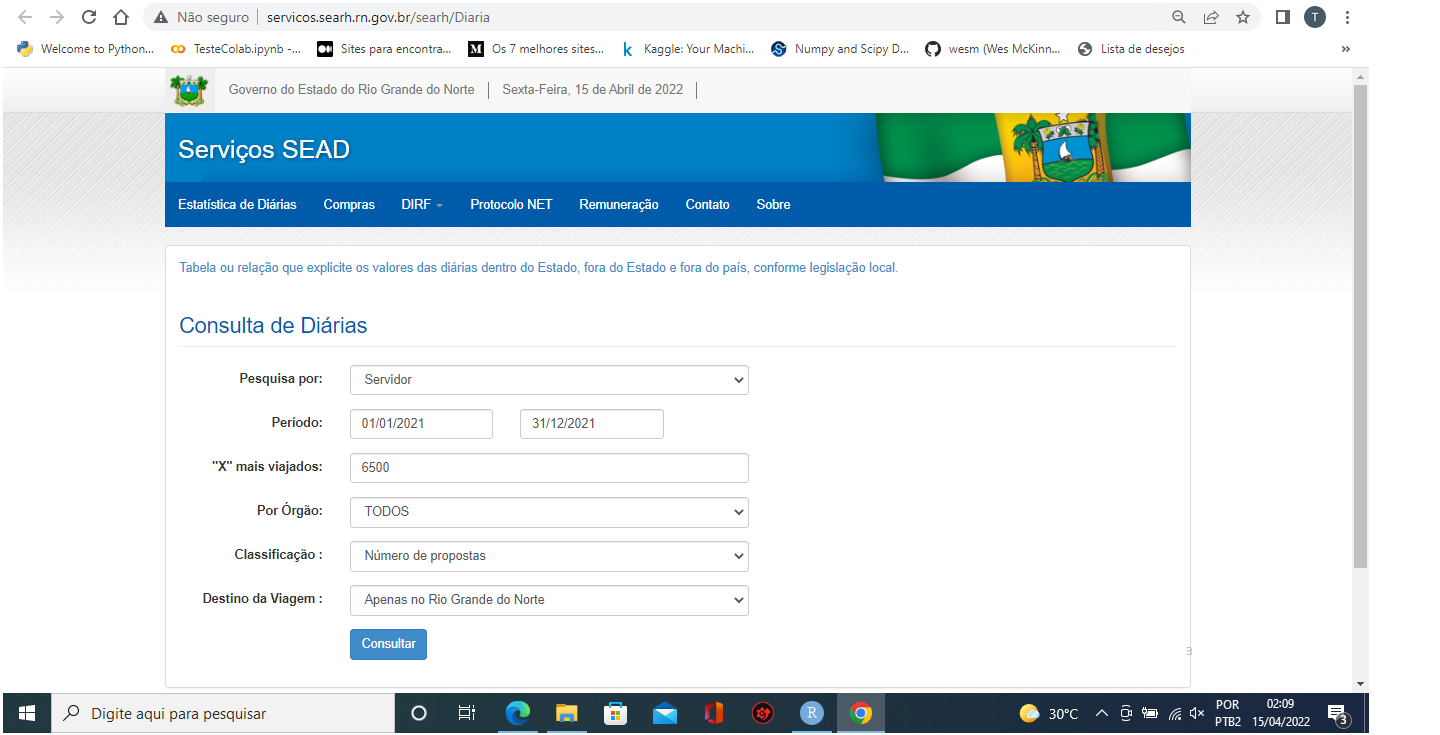 Não seguro servicos.searh.rn.gov.br/searh/Diaria
T
Welcome to Python... TesteColab.ipynb -... Sites para encontra... M Os 7 melhores sites... k Kaggle: Your Machi... Numpy and Scipy D... wesm (Wes McKinn... Lista de desejos »
Governo do Estado do Rio Grande do Norte Sexta-Feira, 15 de Abril de 2022
Serviços SEAD
Estatística de Diárias Compras DIRF Protocolo NET Remuneração Contato Sobre
Tabela ou relação que explicite os valores das diárias dentro do Estado, fora do Estado e fora do país, conforme legislação local.
Consulta de Diárias
Pesquisa por: Servidor
Período: 01/01/2021 31/12/2021
"X" mais viajados: 6500
Por Órgão: TODOS
Classificação : Número de propostas
Destino da Viagem : Apenas no Rio Grande do Norte
Consultar
a
Digite aqui para pesquisar R 30°C POR 02:09
PTB2 15/04/2022 3